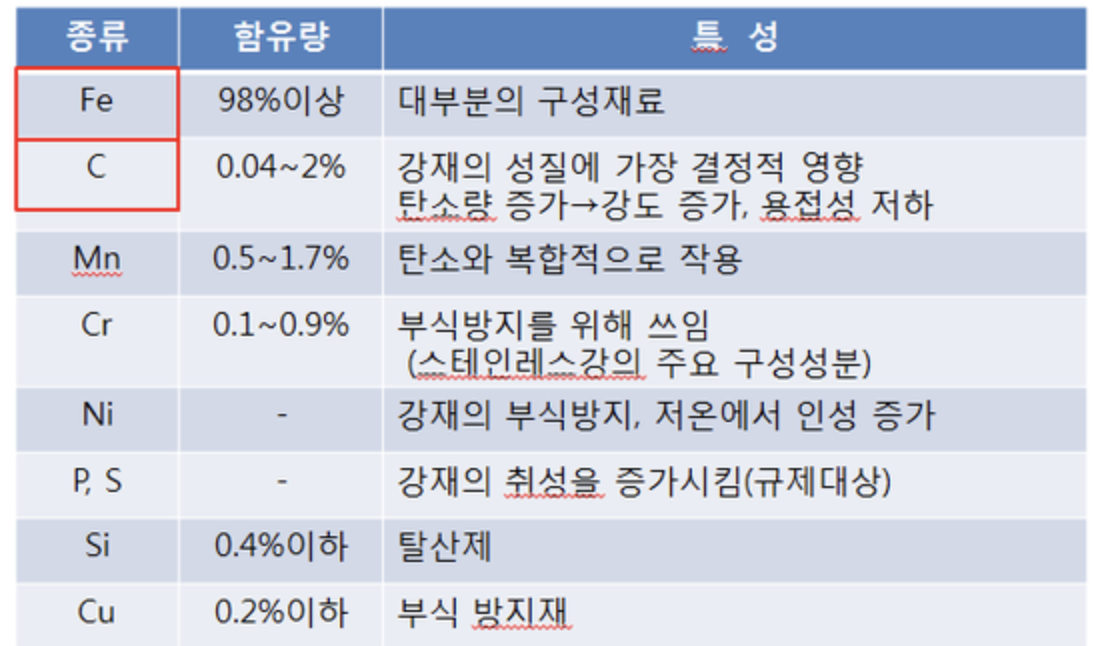 종류 함유량 특 성
Fe 98%이상 대부분의 구성재료
C 0.04~2% 강재의 성질에 가장 결정적 영향
탄소량 증가→강도 증가, 용접성 저하
Mn 0.5~1.7% 탄소와 복합적으로 작용
Cr 0.1~0.9% 부식방지를 위해 쓰임
(스테인레스강의 주요 구성성분)
Ni - 강재의 부식방지, 저온에서 인성 증가
P, S - 강재의 취성을 증가시킴(규제대상)
Si 0.4%이하 탈산제
Cu 0.2%이하 부식 방지재